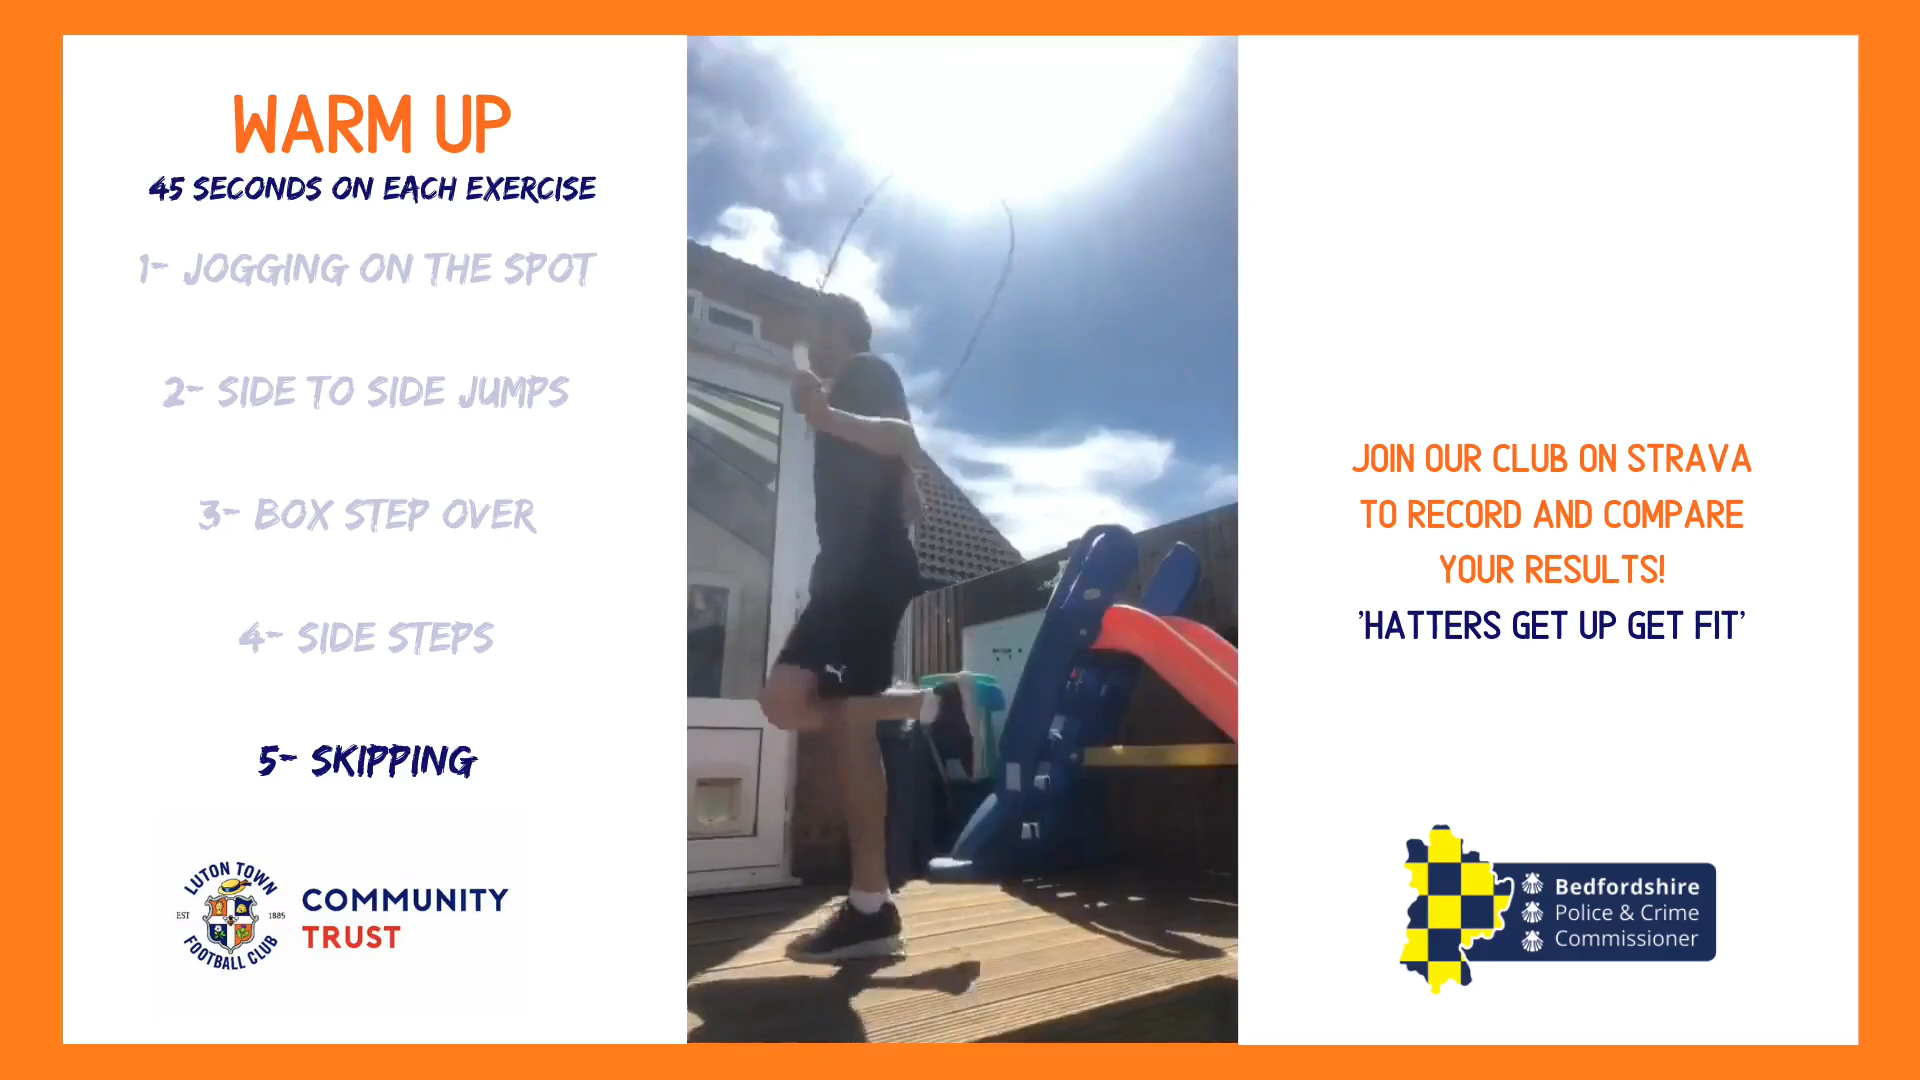 WARM UP
45 SECONDS ON EACH EXERCISE
1- JOGGING ON THE SPOT
2- SIDE TO SIDE JUMPS
3- BOX STEP OVER
4- SIDE STEPS
5- SKIPPING
LUTON TOWN
EST 1885
FOOTBALL CLUB
COMMUNITY
TRUST
JOIN OUR CLUB ON STRAVA
TO RECORD AND COMPARE
YOUR RESULTS!
'HATTERS GET UP GET FIT'
Bedfordshire
Police & Crime
Commissioner